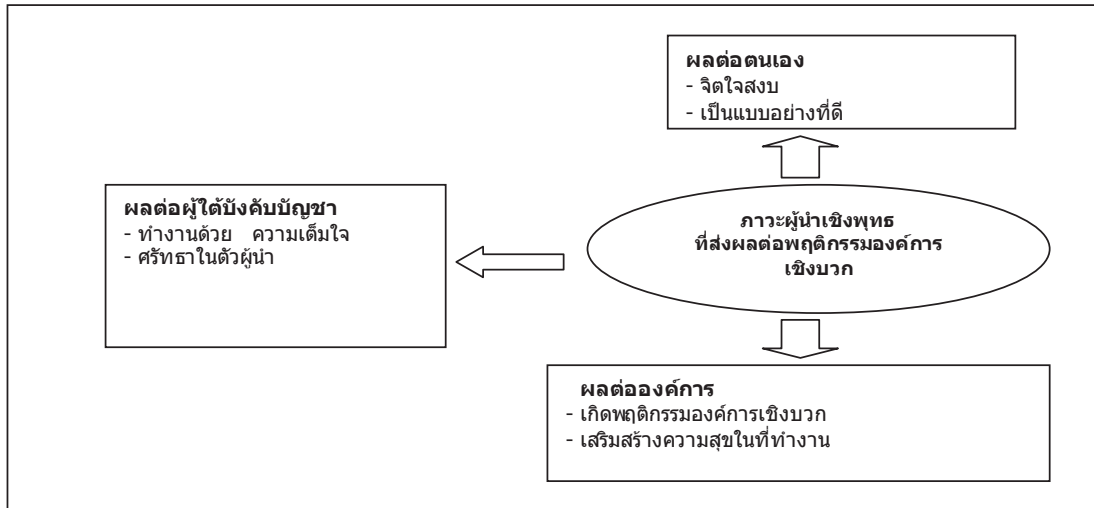 ผลต่อตนเอง
- จิตใจสงบ
- เป็นแบบอย่างที่ดี
ผลต่อผู้ใต้บังคับบัญชา
- ทำงานด้วย ความเต็มใจ
- ศรัทธาในตัวผู้นำ
ภาวะผู้นำเชิงพุทธ
ที่ส่งผลต่อพฤติกรรมองค์การ
เชิงบวก
ผลต่อองค์การ
- เกิดพฤติกรรมองค์การเชิงบวก
- เสริมสร้างความสุขในที่ทำงาน